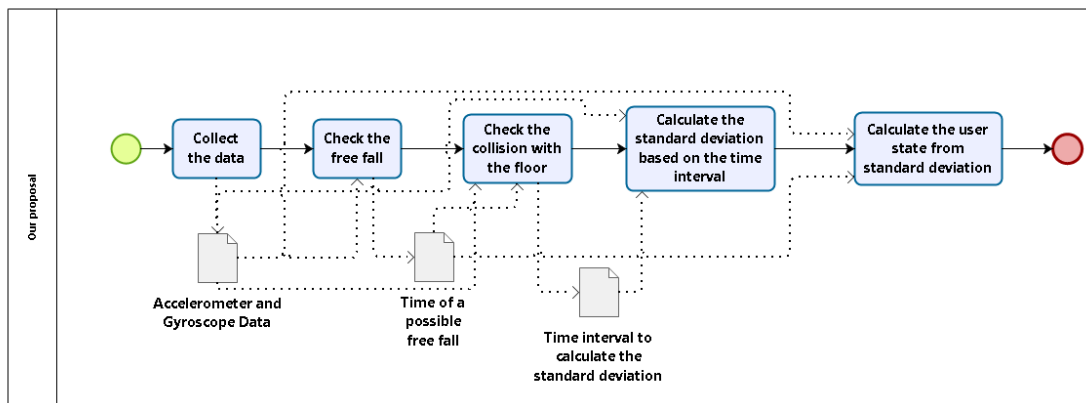 Our proposal
Collect
the data
Check the
free fall
Check the
collision with
the floor
Calculate the
standard deviation
based on the time
interval
Calculate the user
state from
standard deviation
Accelerometer and
Gyroscope Data
Time of a
possible
free fall
Time interval to
calculate the
standard deviation